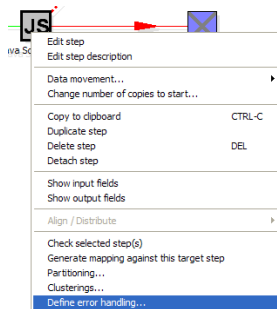 JS
ava Sc
Edit step
Edit step description
Data movement...
Change number of copies to start...
Copy to clipboard CTRL-C
Duplicate step
Delete step DEL
Detach step
Show input fields
Show output fields
Align / Distribute
Check selected step(s)
Generate mapping against this target step
Partitioning...
Clusterings...
Define error handling...